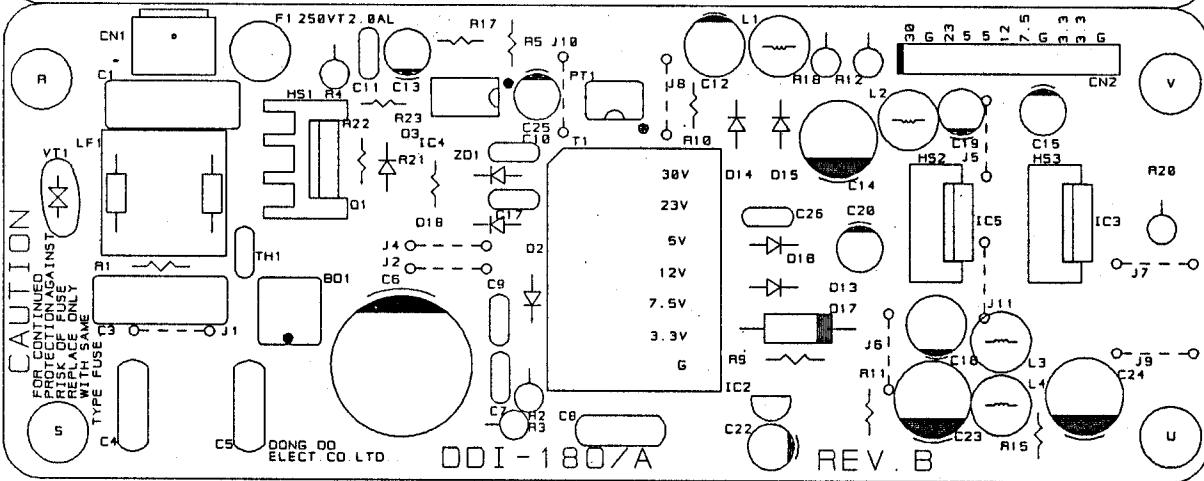 F1 250VT2.0AL
CN1
C1
HS1
R4
C11
C13
R17
R5
J10
PT1
J8
C12
L1
R18
R12
30 G 23 5 5 12 7.5 G 3.3 3.3 G
CN2
A
V
VT1
LF1
R22
R23
D3
R21
IC4
C25
C10
ZD1
C17
T1
R10
D14
D15
L2
C14
C19
J5
C15
HS2
HS3
R20
Q1
D18
J4
J2
D2
30V
23V
5V
12V
7.5V
3.3V
G
C26
D16
C20
D13
D17
IC5
IC3
J7
R1
TH1
BD1
C6
C9
C3
J1
R9
J6
J11
C18
L3
L4
C24
J9
CAUTION
FOR CONTINUED
PROTECTION AGAINST
RISK OF FUSE
REPLACE ONLY
WITH SAME
TYPE FUSE
C4
C5
C7
R2
R3
C8
IC2
C22
R11
C23
R15
S
U
DONG DO
ELECT.CO.LTD.
DDI-1807A
REV.B